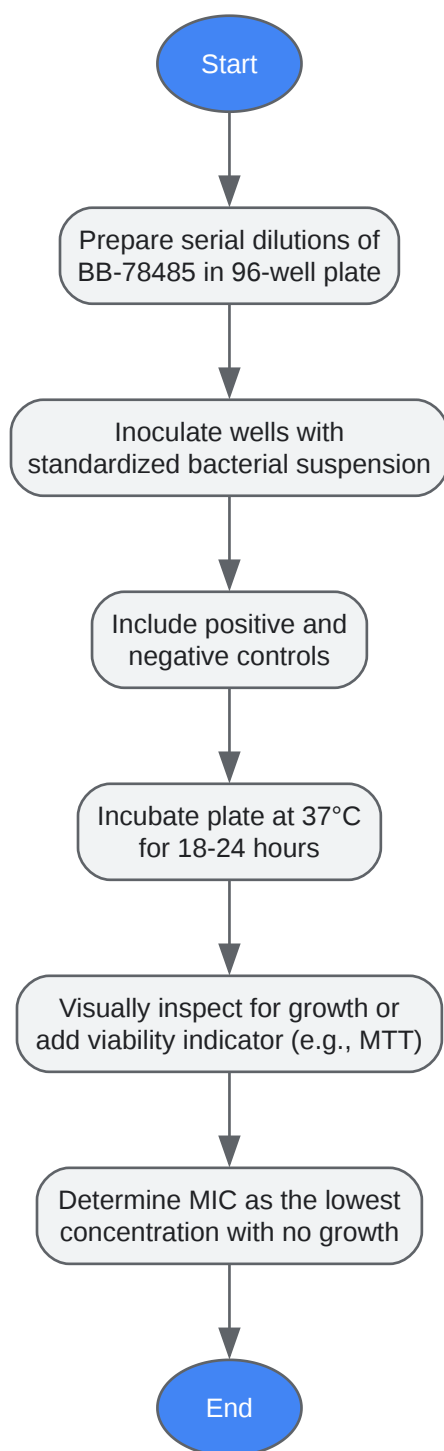 Start
Prepare serial dilutions of
BB-78485 in 96-well plate
Inoculate wells with
standardized bacterial suspension
Include positive and
negative controls
Incubate plate at 37°C
for 18-24 hours
Visually inspect for growth or
add viability indicator (e.g., MTT)
Determine MIC as the lowest
concentration with no growth
End